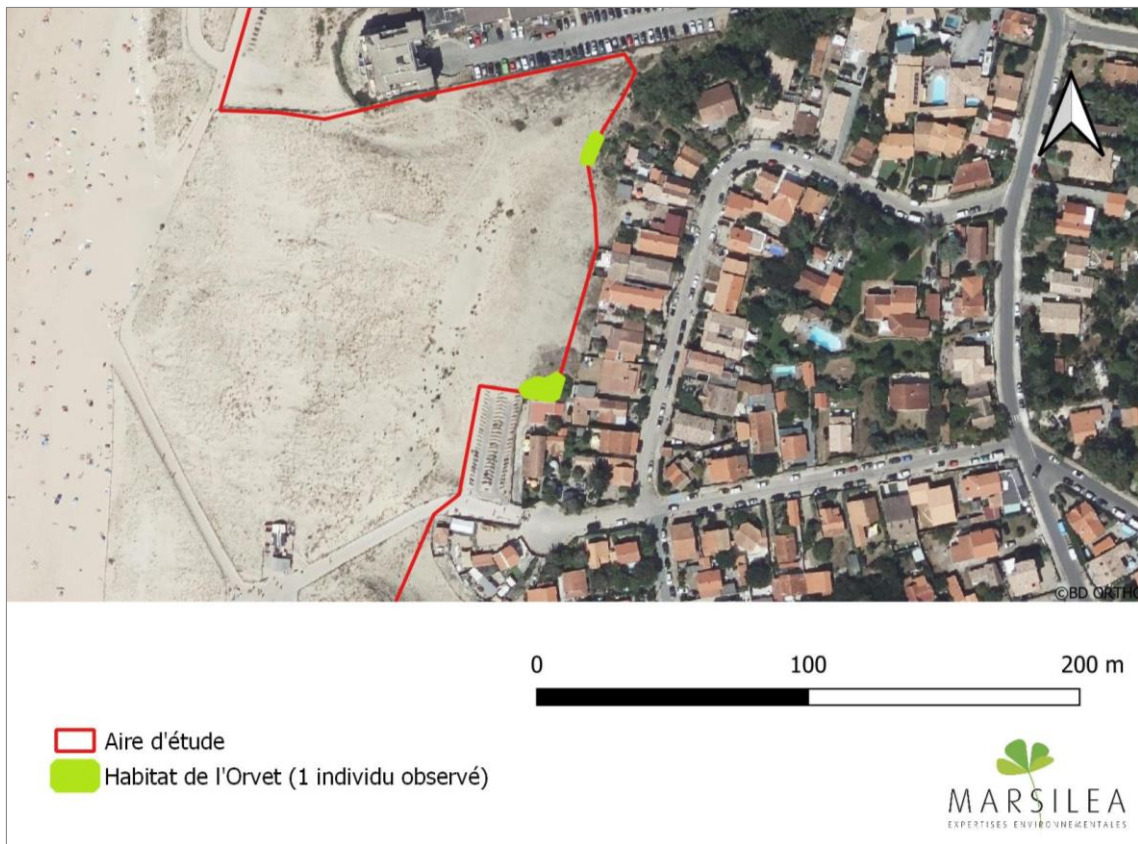 ©BD ORTHO
0 100 200 m
Aire d'étude
Habitat de l'Orvet (1 individu observé)
MARSILEA
EXPERTISES ENVIRONNEMENTALES